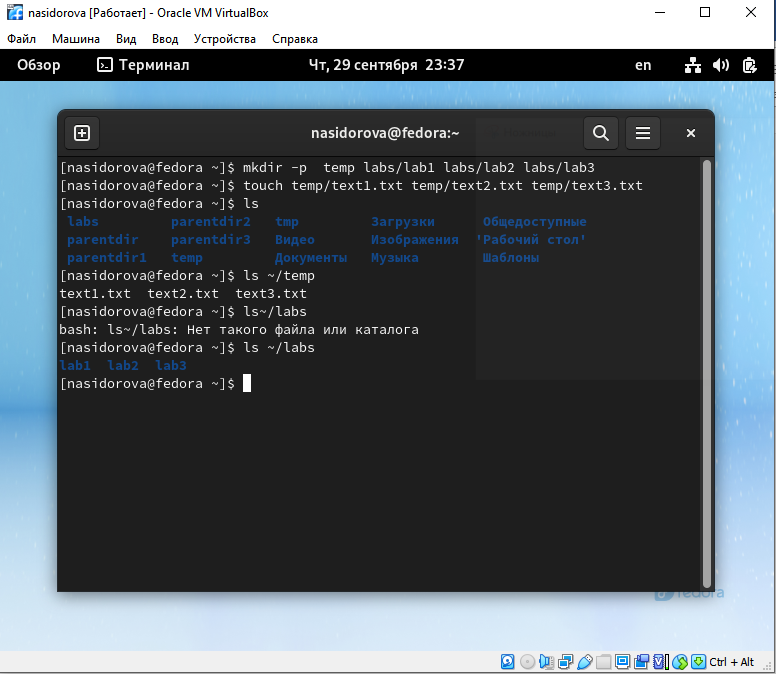 nasidorova [Работает] - Oracle VM VirtualBox
Файл Машина Вид Ввод Устройства Справка
Обзор Терминал Чт, 29 сентября 23:37 en
nasidorova@fedora:~
[nasidorova@fedora ~]$ mkdir -p  temp labs/lab1 labs/lab2 labs/lab3
[nasidorova@fedora ~]$ touch temp/text1.txt temp/text2.txt temp/text3.txt
[nasidorova@fedora ~]$ ls
labs parentdir2 tmp Загрузки Общедоступные
parentdir parentdir3 Видео Изображения 'Рабочий стол'
parentdir1 temp Документы Музыка Шаблоны
[nasidorova@fedora ~]$ ls ~/temp
text1.txt text2.txt text3.txt
[nasidorova@fedora ~]$ ls~/labs
bash: ls~/labs: Нет такого файла или каталога
[nasidorova@fedora ~]$ ls ~/labs
lab1 lab2 lab3
[nasidorova@fedora ~]$
fedora
Ctrl + Alt